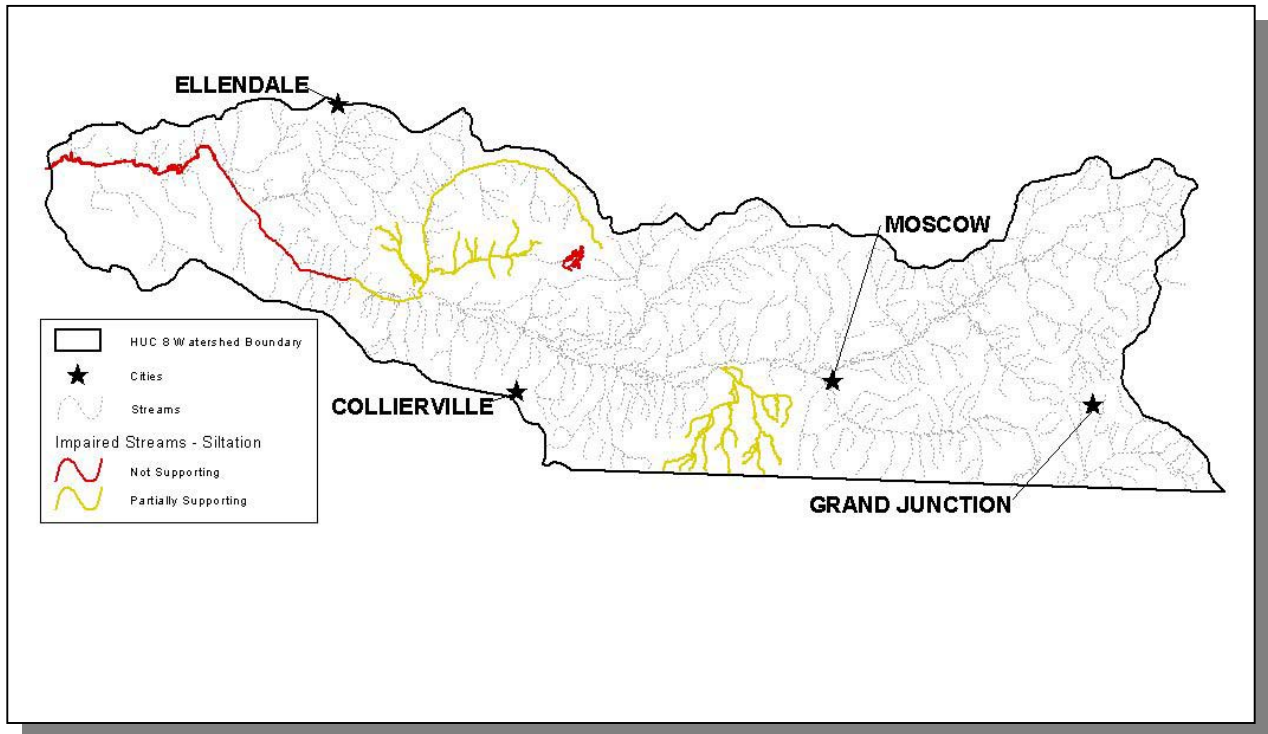 ELLENDALE
MOSCOW
COLLIERVILLE
GRAND JUNCTION
HUC 8 Watershed Boundary
Cities
Streams
Impaired Streams - Siltation
Not Supporting
Partially Supporting